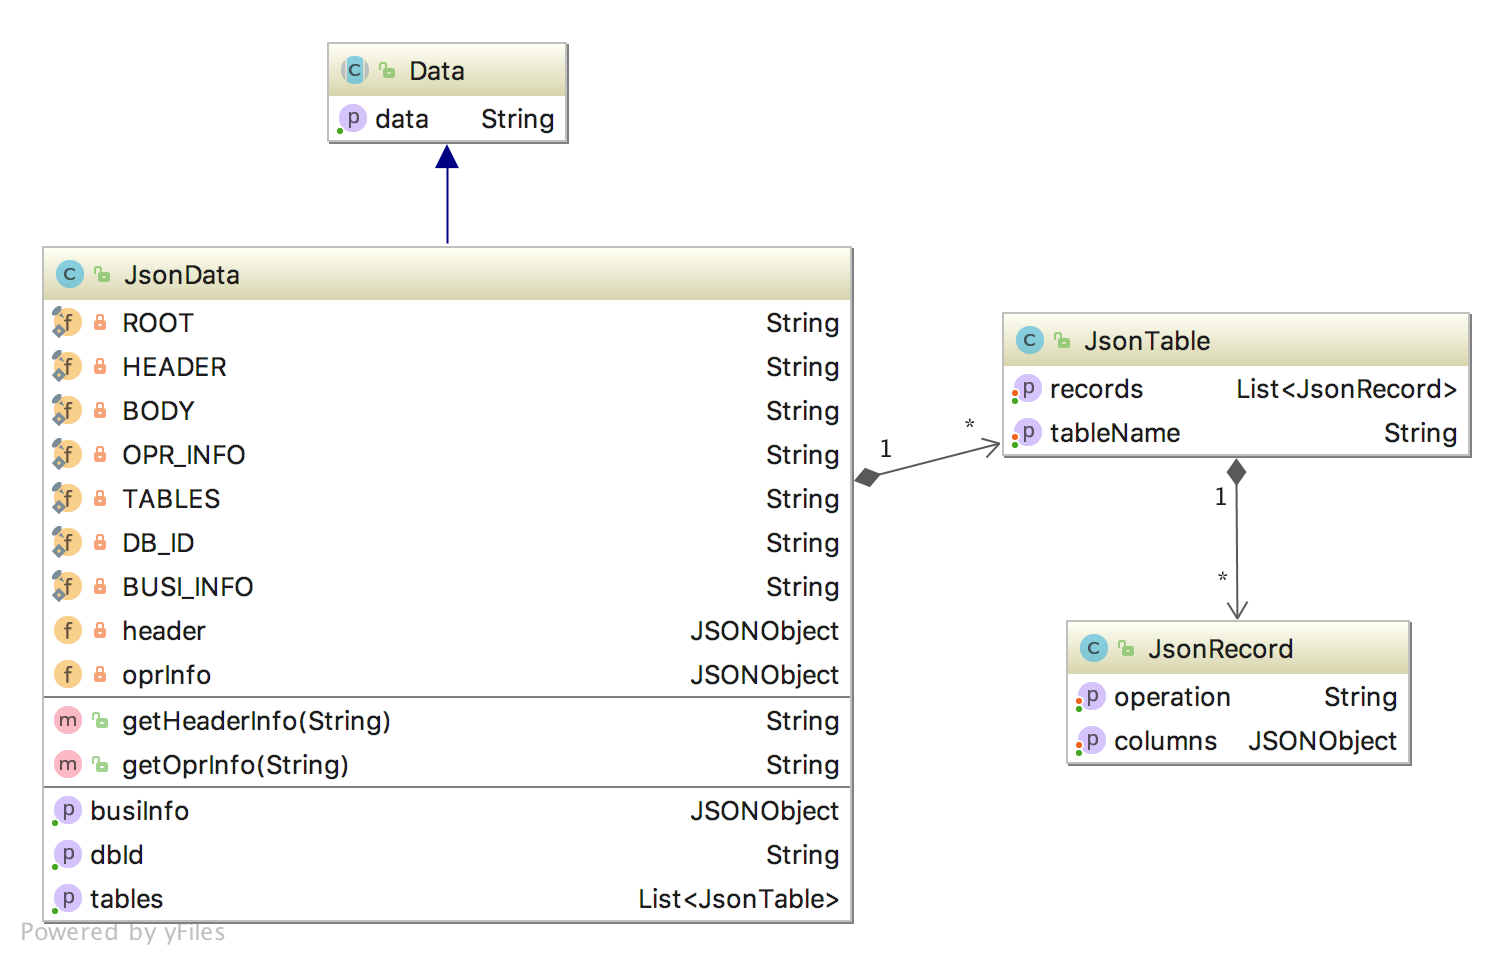 C Data
p data String
C JsonData
f ROOT String
f HEADER String
f BODY String
f OPR_INFO String
f TABLES String
f DB_ID String
f BUSI_INFO String
f header JSONObject
f oprInfo JSONObject
m getHeaderInfo(String) String
m getOprInfo(String) String
p busiInfo JSONObject
p dbId String
p tables List<JsonTable>
1
*
C JsonTable
p records List<JsonRecord>
p tableName String
1
*
C JsonRecord
p operation String
p columns JSONObject
Powered by yFiles